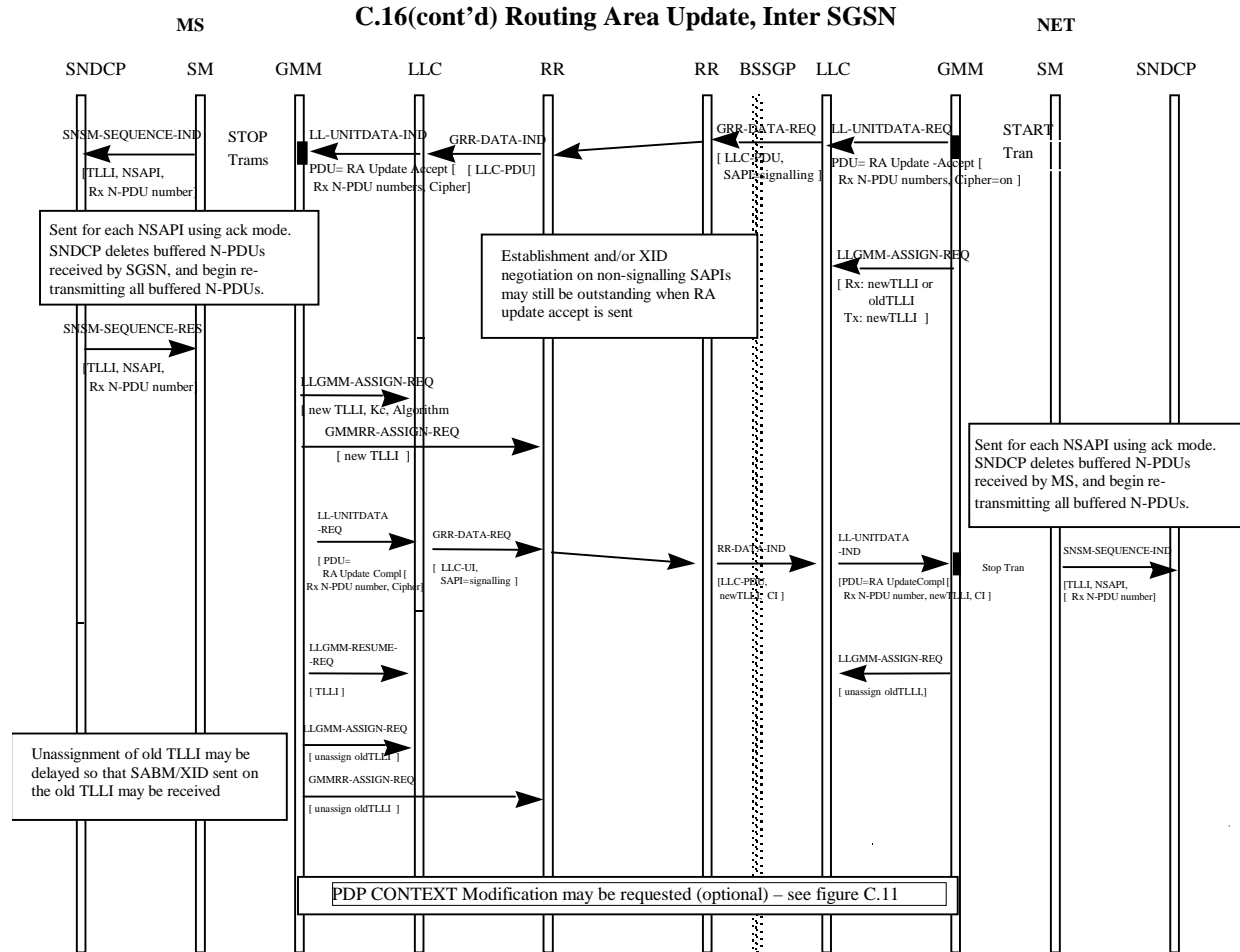 C.16(cont’d) Routing Area Update, Inter SGSN
MS
NET
SNDCP SM GMM LLC RR RR BSSGP LLC GMM SM SNDCP
SNSM-SEQUENCE-IND
[TLLI, NSAPI,
Rx N-PDU number]
STOP
Trams
LL-UNITDATA-IND
PDU= RA Update Accept [
Rx N-PDU numbers, Cipher]
GRR-DATA-IND
[ LLC-PDU]
GRR-DATA-REQ
[ LLC-PDU,
SAPI=signalling ]
LL-UNITDATA-REQ
PDU= RA Update -Accept [
Rx N-PDU numbers, Cipher=on ]
START
Tran
Sent for each NSAPI using ack mode.
SNDCP deletes buffered N-PDUs
received by SGSN, and begin re-
transmitting all buffered N-PDUs.
Establishment and/or XID
negotiation on non-signalling SAPIs
may still be outstanding when RA
update accept is sent
LLGMM-ASSIGN-REQ
[ Rx: newTLLI or
oldTLLI
Tx: newTLLI ]
SNSM-SEQUENCE-RES
[TLLI, NSAPI,
Rx N-PDU number]
LLGMM-ASSIGN-REQ
[ new TLLI, Kc, Algorithm
GMMRR-ASSIGN-REQ
[ new TLLI ]
Sent for each NSAPI using ack mode.
SNDCP deletes buffered N-PDUs
received by MS, and begin re-
transmitting all buffered N-PDUs.
LL-UNITDATA
-REQ
[ PDU=
RA Update Compl [
Rx N-PDU number, Cipher]
GRR-DATA-REQ
[ LLC-UI,
SAPI=signalling ]
RR-DATA-IND
[LLC-PDU,
newTLLI, CI ]
LL-UNITDATA
-IND
[PDU=RA UpdateCompl [
Rx N-PDU number, newTLLI, CI ]
Stop Tran
SNSM-SEQUENCE-IND
[TLLI, NSAPI,
[ Rx N-PDU number]
LLGMM-RESUME-
-REQ
[ TLLI ]
LLGMM-ASSIGN-REQ
[ unassign oldTLLI,]
Unassignment of old TLLI may be
delayed so that SABM/XID sent on
the old TLLI may be received
LLGMM-ASSIGN-REQ
[ unassign oldTLLI ]
GMMRR-ASSIGN-REQ
[ unassign oldTLLI ]
PDP CONTEXT Modification may be requested (optional) – see figure C.11